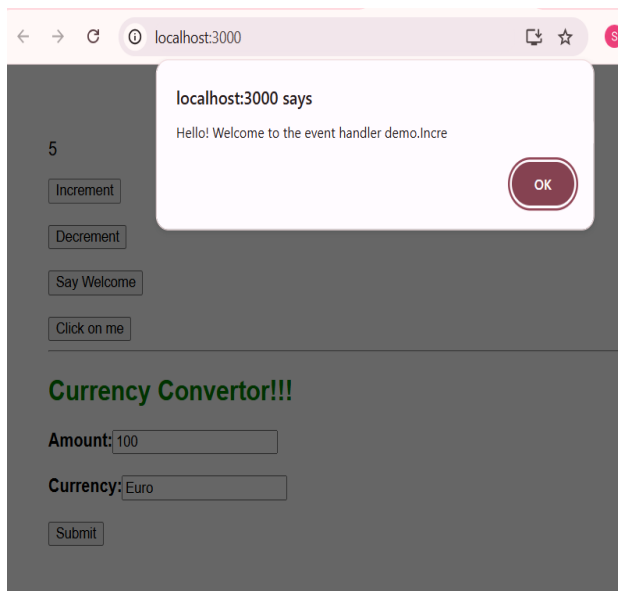 localhost:3000
S
localhost:3000 says
Hello! Welcome to the event handler demo.Incre
OK
5
Increment
Decrement
Say Welcome
Click on me
Currency Convertor!!!
Amount: 100
Currency: Euro
Submit